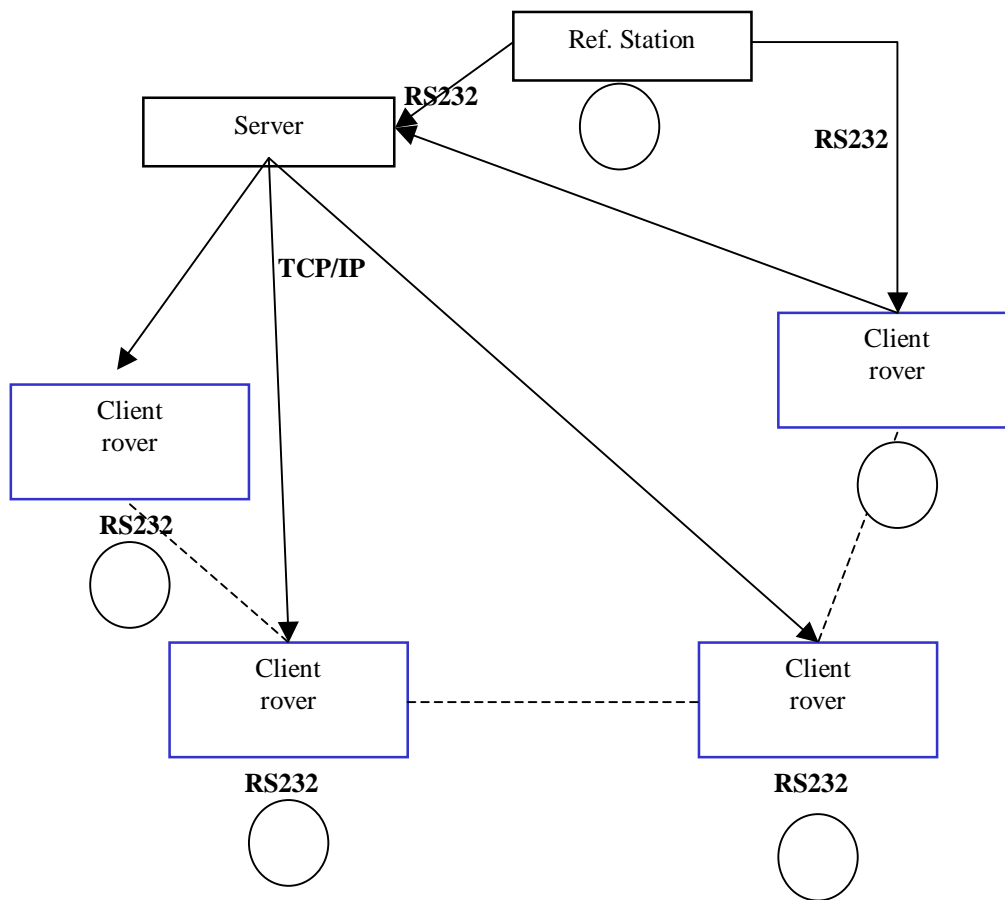 Ref. Station
RS232
Server
RS232
TCP/IP
Client
rover
Client
rover
RS232
Client
rover
Client
rover
RS232
RS232